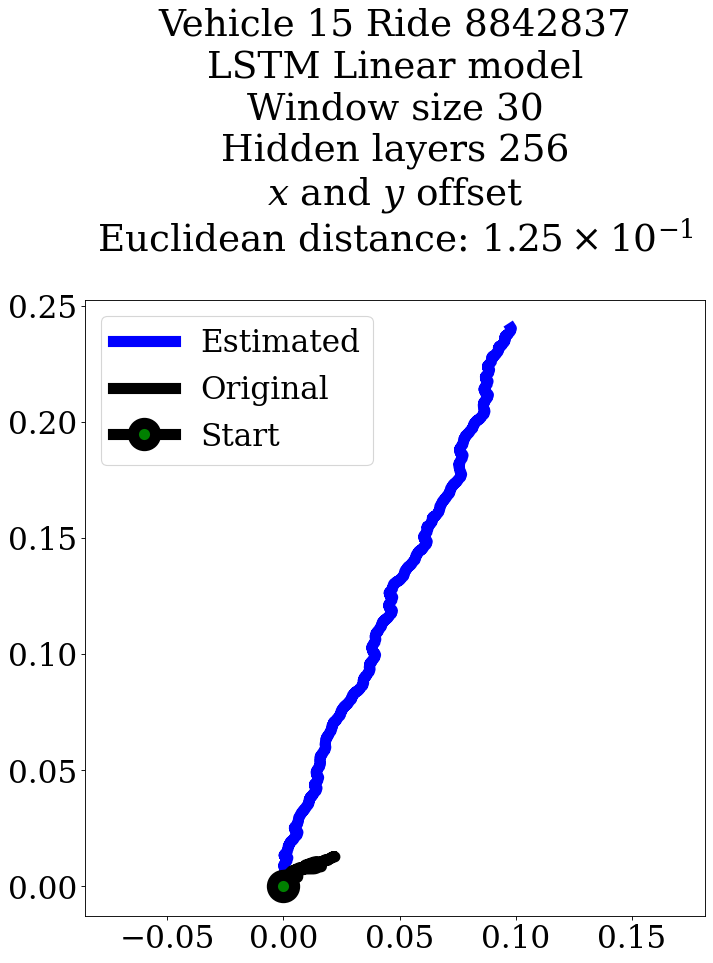 Vehicle 15 Ride 8842837
LSTM Linear model
Window size 30
Hidden layers 256
x and y offset
Euclidean distance: 1.25 × 10⁻¹
0.25
0.20
0.15
0.10
0.05
0.00
Estimated
Original
Start
−0.05 0.00 0.05 0.10 0.15